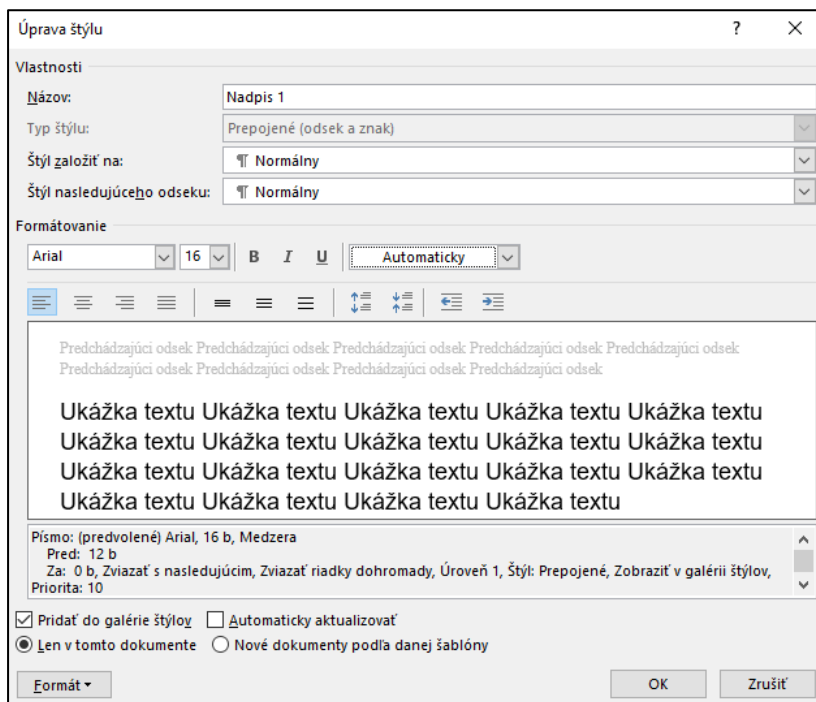 Úprava štýlu
?
Vlastnosti
Názov:
Nadpis 1
Typ štýlu:
Prepojené (odsek a znak)
Štýl založiť na:
¶ Normálny
Štýl nasledujúceho odseku:
¶ Normálny
Formátovanie
Arial
16
B
I
U
Automaticky
Predchádzajúci odsek Predchádzajúci odsek Predchádzajúci odsek Predchádzajúci odsek Predchádzajúci odsek
Predchádzajúci odsek Predchádzajúci odsek Predchádzajúci odsek Predchádzajúci odsek
Ukážka textu Ukážka textu Ukážka textu Ukážka textu Ukážka textu
Ukážka textu Ukážka textu Ukážka textu Ukážka textu Ukážka textu
Ukážka textu Ukážka textu Ukážka textu Ukážka textu Ukážka textu
Ukážka textu Ukážka textu Ukážka textu Ukážka textu
Písmo: (predvolené) Arial, 16 b, Medzera
Pred: 12 b
Za: 0 b, Zviazať s nasledujúcim, Zviazať riadky dohromady, Úroveň 1, Štýl: Prepojené, Zobraziť v galérii štýlov,
Priorita: 10
Pridať do galérie štýlov
Automaticky aktualizovať
Len v tomto dokumente
Nové dokumenty podľa danej šablóny
Formát
OK
Zrušiť